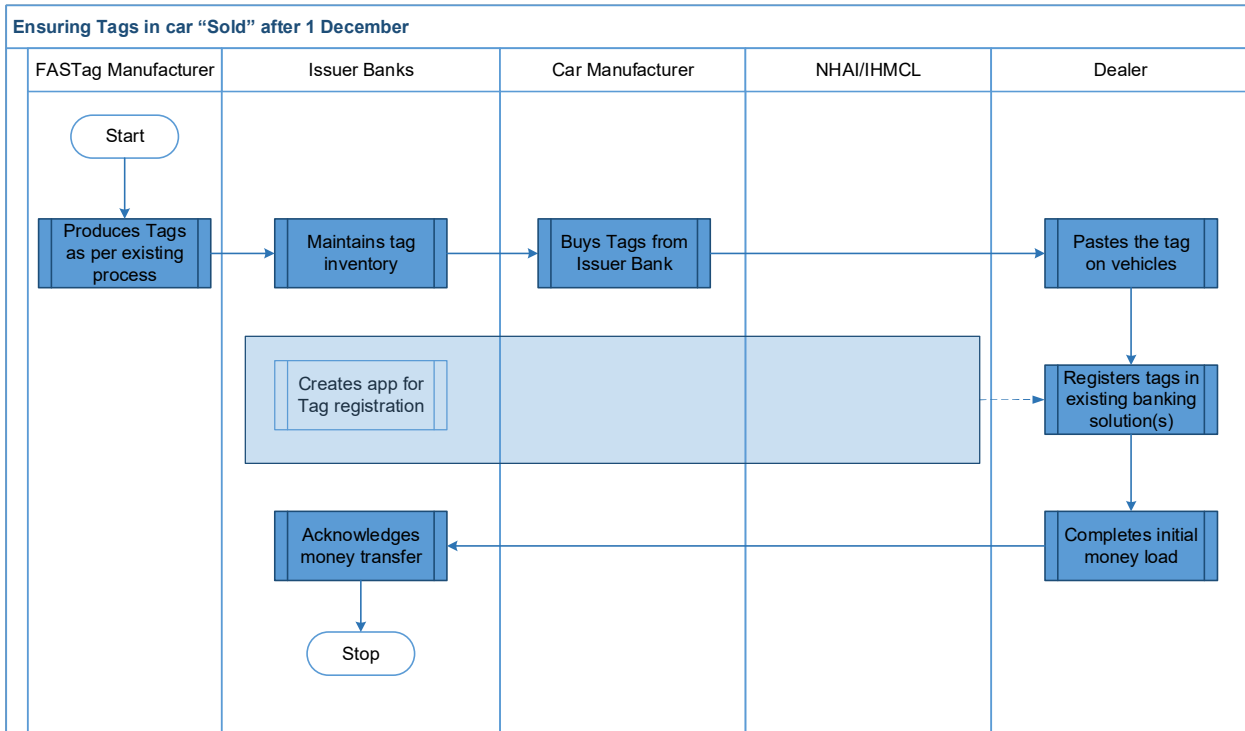 Ensuring Tags in car “Sold” after 1 December
FASTag Manufacturer
Issuer Banks
Car Manufacturer
NHAI/IHMCL
Dealer
Start
Produces Tags
as per existing
process
Maintains tag
inventory
Buys Tags from
Issuer Bank
Pastes the tag
on vehicles
Creates app for
Tag registration
Registers tags in
existing banking
solution(s)
Acknowledges
money transfer
Completes initial
money load
Stop